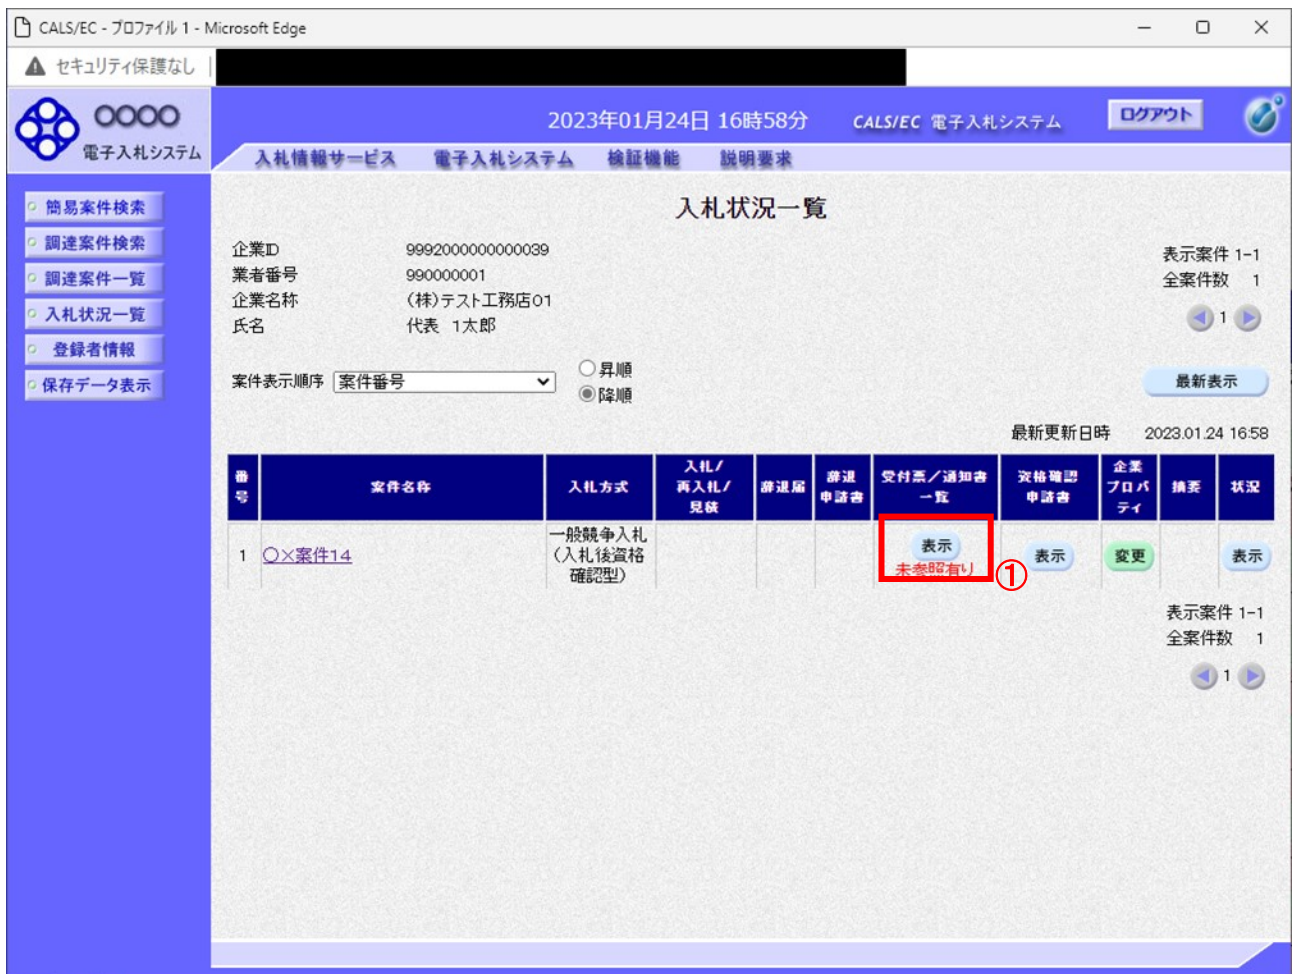 CALS/EC - プロファイル 1 - Microsoft Edge
セキュリティ保護なし
〇〇〇〇
電子入札システム
2023年01月24日 16時58分
CALS/EC 電子入札システム
ログアウト
入札情報サービス 電子入札システム 検証機能 説明要求
簡易案件検索
調達案件検索
調達案件一覧
入札状況一覧
登録者情報
保存データ表示
入札状況一覧
企業ID 9992000000000039
業者番号 990000001
企業名称 (株)テスト工務店01
氏名 代表 1太郎
表示案件 1-1
全案件数 1
1
案件表示順序 案件番号
昇順
降順
最新表示
最新更新日時 2023.01.24 16:58
番号 案件名称 入札方式 入札/再入札/見積 辞退届 辞退申請書 受付票/通知書一覧 資格確認申請書 企業プロパティ 摘要 状況
1 〇×案件14 一般競争入札(入札後資格確認型) 表示 未参照有り 表示 変更 表示
①
表示案件 1-1
全案件数 1
1